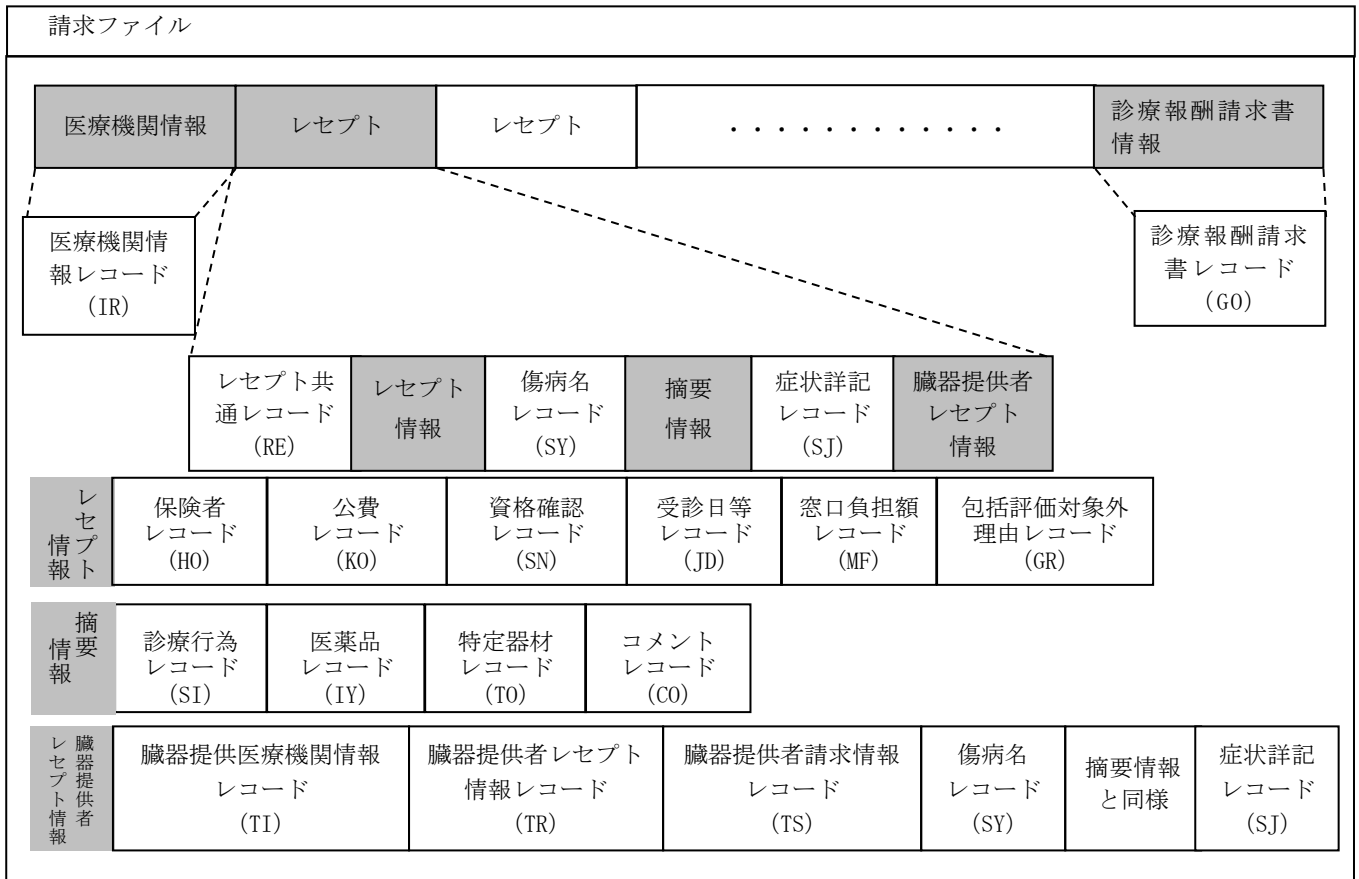 請求ファイル
医療機関情報
レセプト
レセプト
・・・・・・・・・・・・
診療報酬請求書
情報
医療機関情
報レコード
(IR)
診療報酬請求
書レコード
(GO)
レセプト共
通レコード
(RE)
レセプト
情報
傷病名
レコード
(SY)
摘要
情報
症状詳記
レコード
(SJ)
臓器提供者
レセプト
情報
レセプト
情報
保険者
レコード
(HO)
公費
レコード
(KO)
資格確認
レコード
(SN)
受診日等
レコード
(JD)
窓口負担額
レコード
(MF)
包括評価対象外
理由レコード
(GR)
摘要
情報
診療行為
レコード
(SI)
医薬品
レコード
(IY)
特定器材
レコード
(TO)
コメント
レコード
(CO)
臓器提供者
レセプト情報
臓器提供医療機関情報
レコード
(TI)
臓器提供者レセプト
情報レコード
(TR)
臓器提供者請求情報
レコード
(TS)
傷病名
レコード
(SY)
摘要情報
と同様
症状詳記
レコード
(SJ)